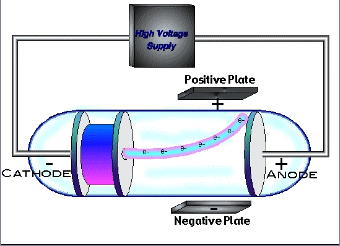 High Voltage
Supply
Positive Plate
+
e- e- e- e- e- e-
-
CATHODE
+
ANODE
-
Negative Plate